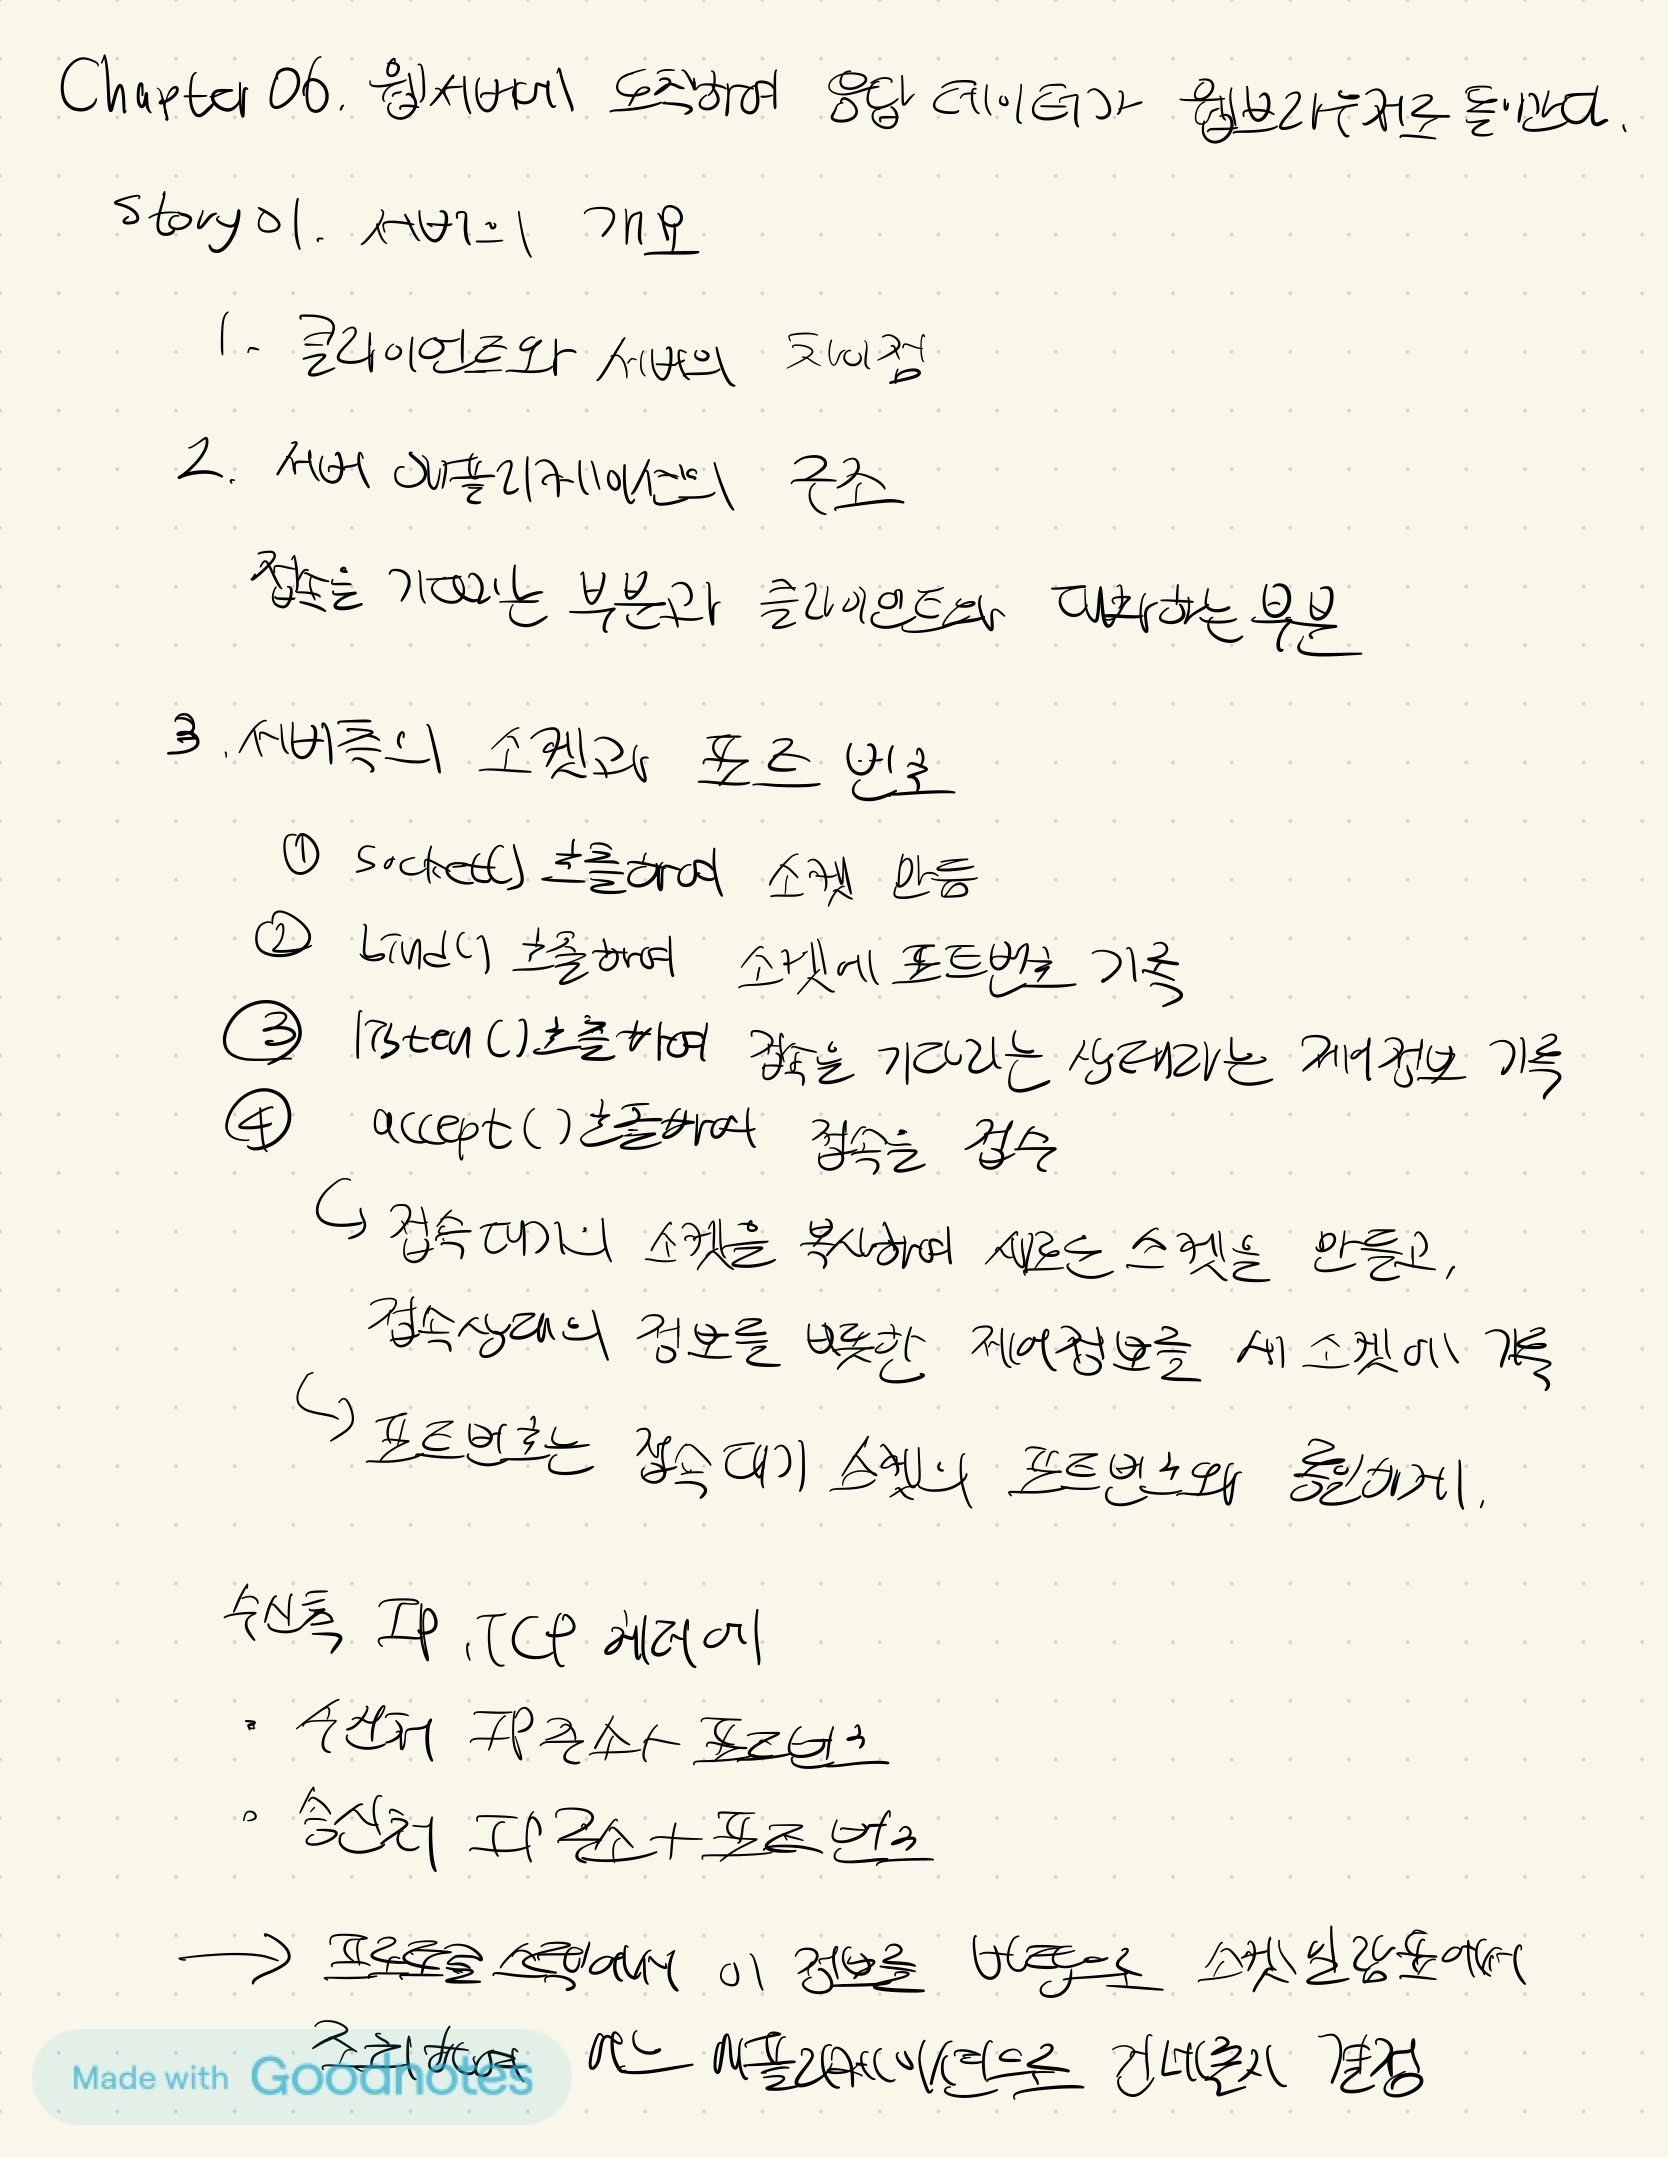 Chapter 06. 웹서버에 도착하여 응답 데이터가 웹브라우저로 돌아간다.
Story 01. 서버의 개요
1. 클라이언트와 서버의 차이점
2. 서버 애플리케이션의 구조
접속을 기다리는 부분과 클라이언트와 대화하는 부분
3. 서버측의 소켓과 포트 번호
① socket() 호출하여 소켓 만듬
② bind() 호출하여 소켓에 포트번호 기록
③ listen() 호출하여 접속을 기다리는 상태라는 제어정보 기록
④ accept() 호출하여 접속을 접수
↳ 접속 대기의 소켓을 복사하여 새로운 소켓을 만들고,
접속상대의 정보를 비롯한 제어정보를 새 소켓에 기록
↳ 포트번호는 접속 대기 소켓의 포트번호와 동일하게.
수신측 IP, TCP 헤더에
• 수신처 IP 주소 + 포트번호
• 송신처 IP 주소 + 포트번호
→ 프로토콜 스택에서 이 정보를 바탕으로 소켓 일람표에서
조회하여 어느 애플리케이션으로 건네줄지 결정
Made with Goodnotes